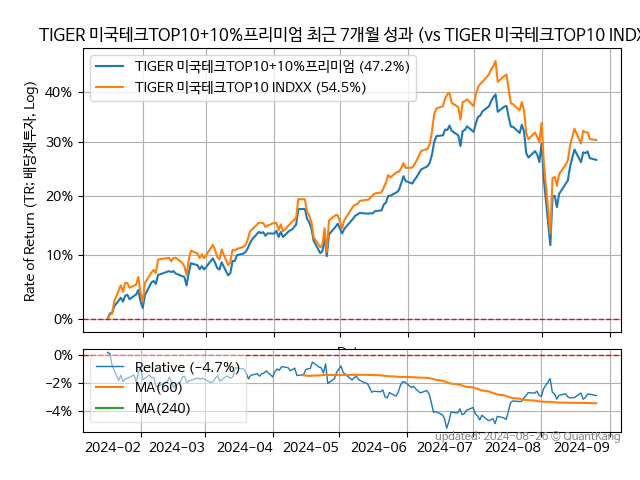 TIGER 미국테크TOP10+10%프리미엄 최근 7개월 성과 (vs TIGER 미국테크TOP10 INDX
TIGER 미국테크TOP10+10%프리미엄 (47.2%)
TIGER 미국테크TOP10 INDXX (54.5%)
Rate of Return (TR: 배당재투자, Log)
40%
30%
20%
10%
0%
0%
−2%
−4%
Relative (−4.7%)
MA(60)
MA(240)
2024-02 2024-03 2024-04 2024-05 2024-06 2024-07 2024-08 2024-09
updated: 2024-08-26 © QuantKang